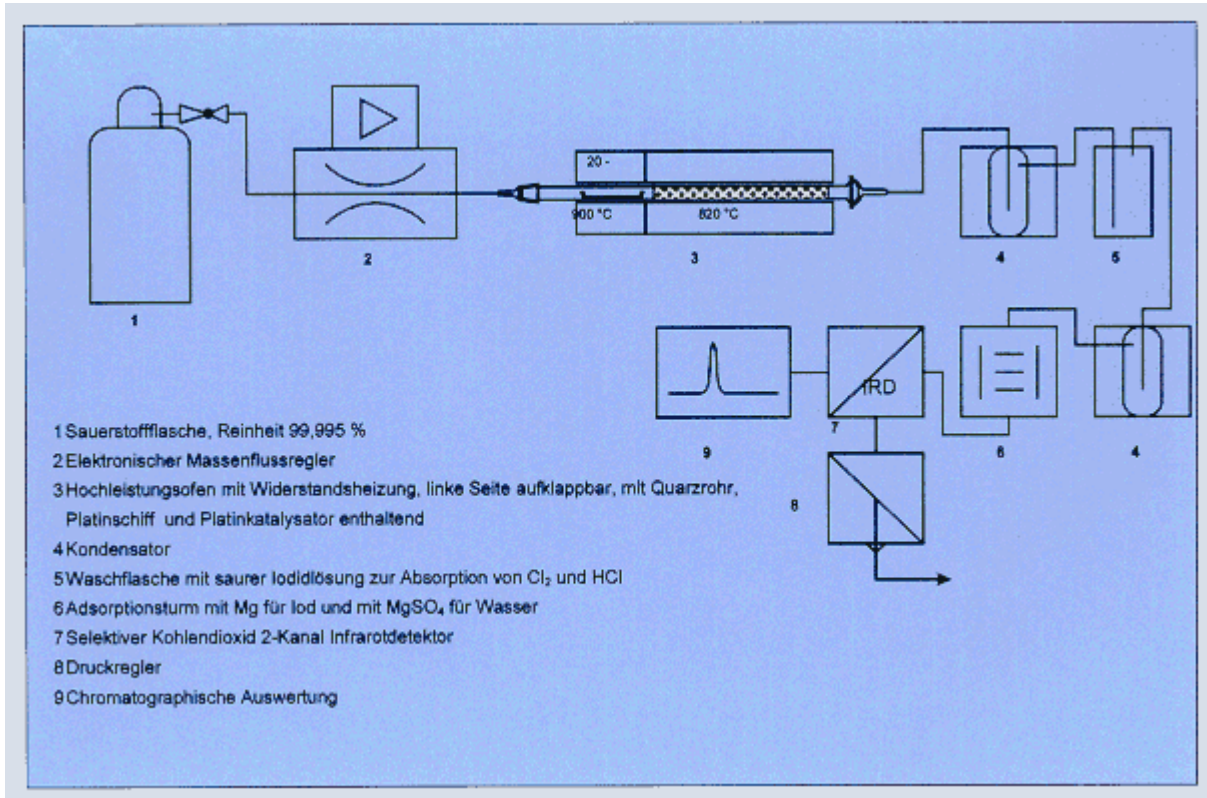 20 -
900 °C
820 °C
1
2
3
4
5
IRD
7
9
6
4
8
1 Sauerstoffflasche, Reinheit 99,995 %
2 Elektronischer Massenflussregler
3 Hochleistungsofen mit Widerstandsheizung, linke Seite aufklappbar, mit Quarzrohr,
Platinschiff und Platinkatalysator enthaltend
4 Kondensator
5 Waschflasche mit saurer Iodidlösung zur Absorption von Cl₂ und HCl
6 Adsorptionsturm mit Mg für Iod und mit MgSO₄ für Wasser
7 Selektiver Kohlendioxid 2-Kanal Infrarotdetektor
8 Druckregler
9 Chromatographische Auswertung